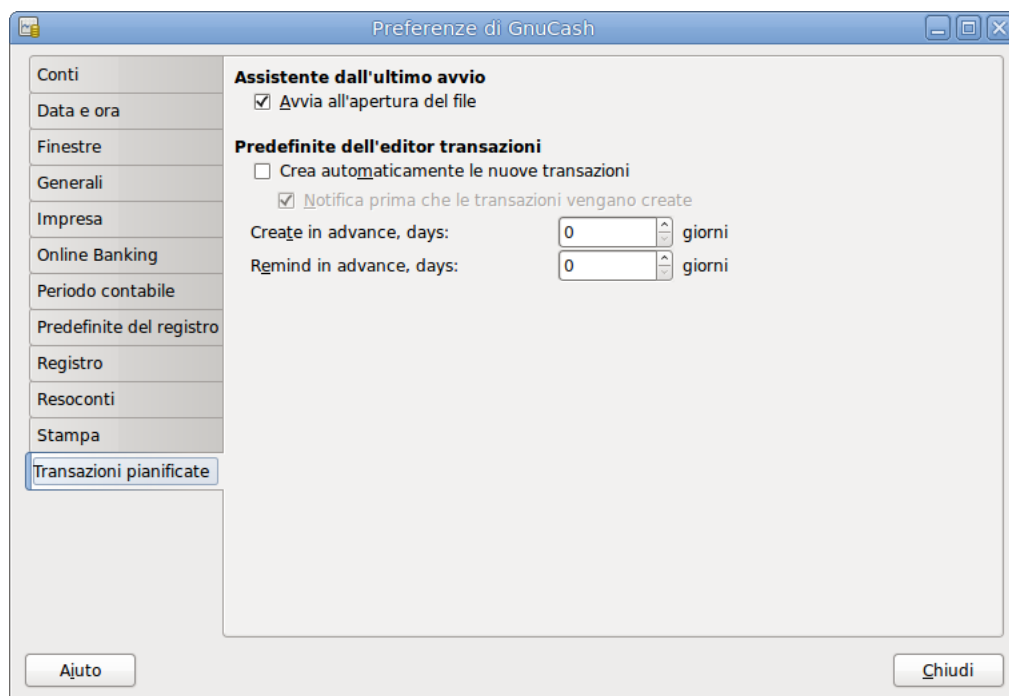 Preferenze di GnuCash
Conti
Data e ora
Finestre
Generali
Impresa
Online Banking
Periodo contabile
Predefinite del registro
Registro
Resoconti
Stampa
Transazioni pianificate
Assistente dall'ultimo avvio
Avvia all'apertura del file
Predefinite dell'editor transazioni
Crea automaticamente le nuove transazioni
Notifica prima che le transazioni vengano create
Create in advance, days: 0 giorni
Remind in advance, days: 0 giorni
Aiuto
Chiudi